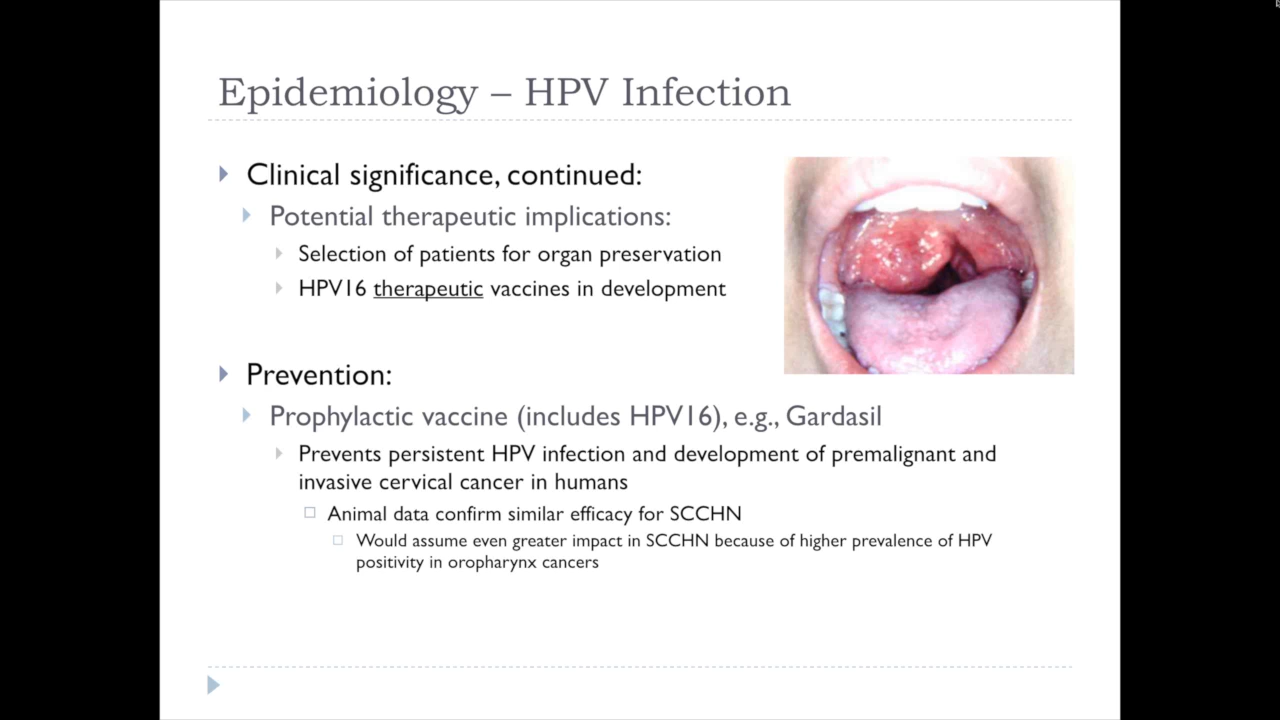 Epidemiology – HPV Infection
Clinical significance, continued:
Potential therapeutic implications:
Selection of patients for organ preservation
HPV16 therapeutic vaccines in development
Prevention:
Prophylactic vaccine (includes HPV16), e.g., Gardasil
Prevents persistent HPV infection and development of premalignant and
invasive cervical cancer in humans
Animal data confirm similar efficacy for SCCHN
Would assume even greater impact in SCCHN because of higher prevalence of HPV
positivity in oropharynx cancers